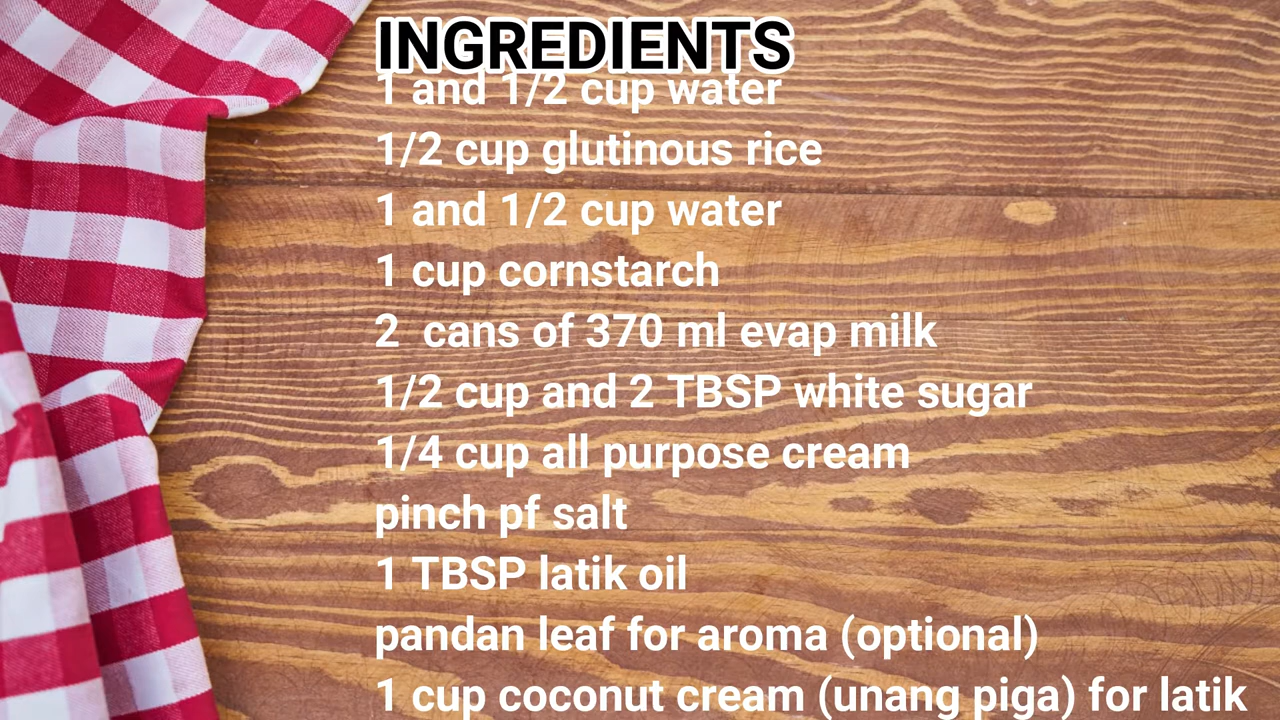 INGREDIENTS
1 and 1/2 cup water
1/2 cup glutinous rice
1 and 1/2 cup water
1 cup cornstarch
2  cans of 370 ml evap milk
1/2 cup and 2 TBSP white sugar
1/4 cup all purpose cream
pinch pf salt
1 TBSP latik oil
pandan leaf for aroma (optional)
1 cup coconut cream (unang piga) for latik